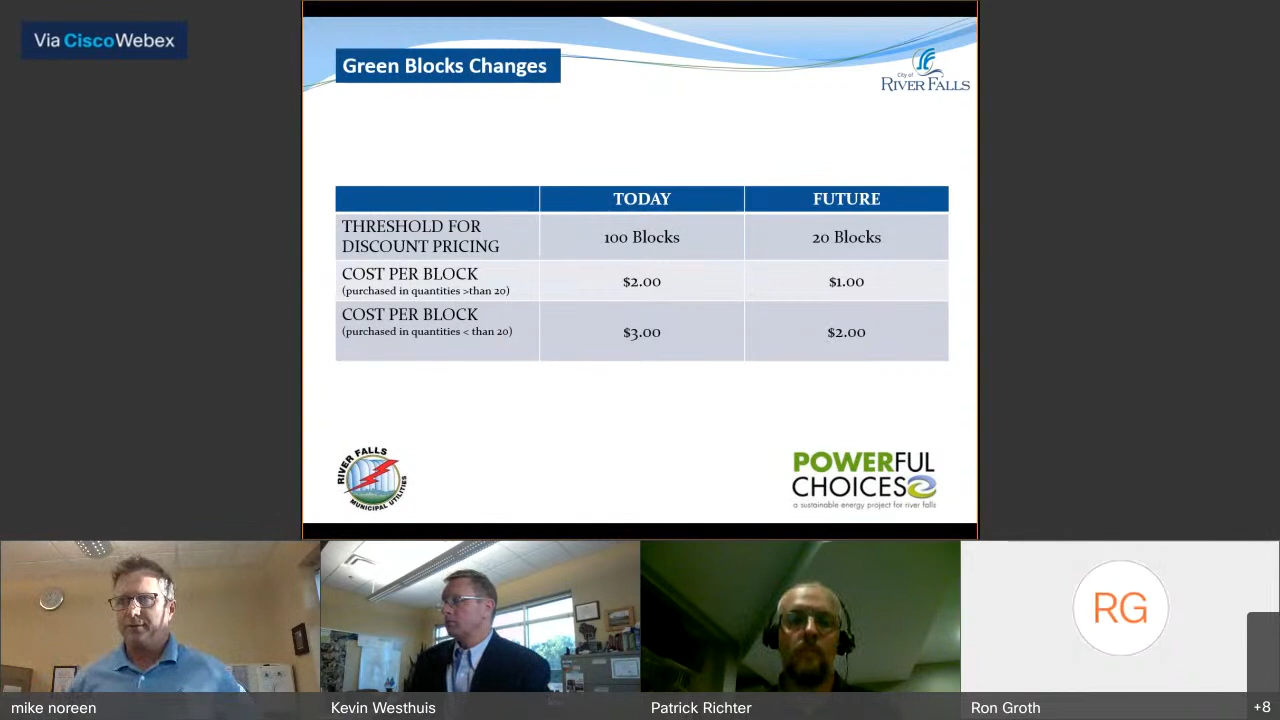 Via Cisco Webex
Green Blocks Changes
City of
RIVER FALLS
TODAY
FUTURE
THRESHOLD FOR
DISCOUNT PRICING
100 Blocks
20 Blocks
COST PER BLOCK
(purchased in quantities >than 20)
$2.00
$1.00
COST PER BLOCK
(purchased in quantities < than 20)
$3.00
$2.00
RIVER FALLS
MUNICIPAL UTILITIES
POWERFUL
CHOICES
a sustainable energy project for river falls
RG
mike noreen
Kevin Westhuis
Patrick Richter
Ron Groth
+8